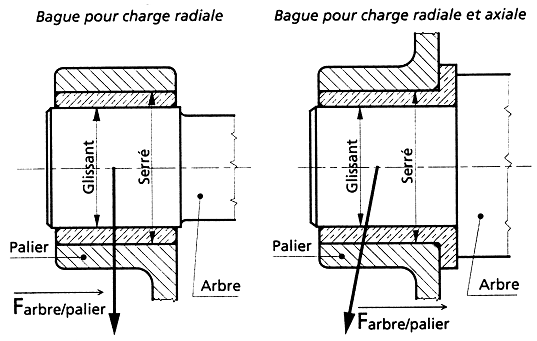 Bague pour charge radiale
Glissant
Serré
Palier
Arbre
Farbre/palier
Bague pour charge radiale et axiale
Glissant
Serré
Palier
Arbre
Farbre/palier